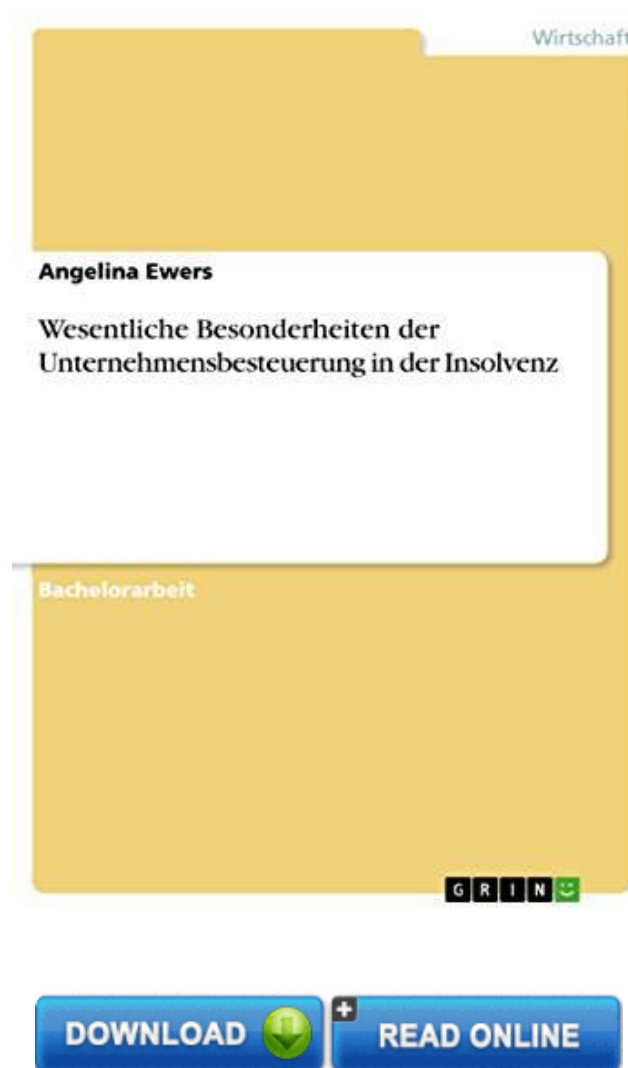 Wirtschaft
Angelina Ewers
Wesentliche Besonderheiten der
Unternehmensbesteuerung in der Insolvenz
Bachelorarbeit
GRIN
DOWNLOAD
READ ONLINE